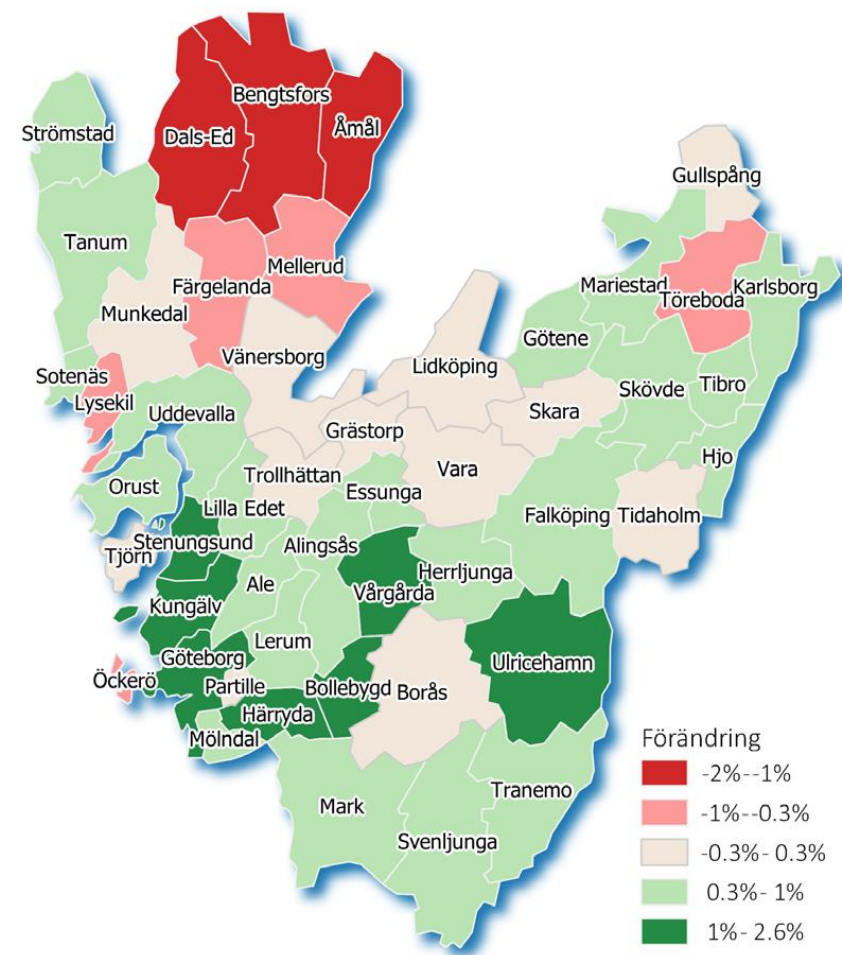 Bengtsfors
Åmål
Dals-Ed
Strömstad
Gullspång
Tanum
Mellerud
Färgelanda
Mariestad
Karlsborg
Töreboda
Munkedal
Götene
Vänersborg
Lidköping
Sotenäs
Skövde
Tibro
Lysekil
Uddevalla
Skara
Grästorp
Hjo
Trollhättan
Vara
Orust
Essunga
Lilla Edet
Falköping
Tidaholm
Stenungsund
Alingsås
Tjörn
Herrljunga
Ale
Vårgårda
Kungälv
Lerum
Göteborg
Ulricehamn
Öckerö
Partille
Bollebygd
Borås
Härryda
Mölndal
Tranemo
Mark
Svenljunga
Förändring
-2%--1%
-1%--0.3%
-0.3%- 0.3%
0.3%- 1%
1%- 2.6%